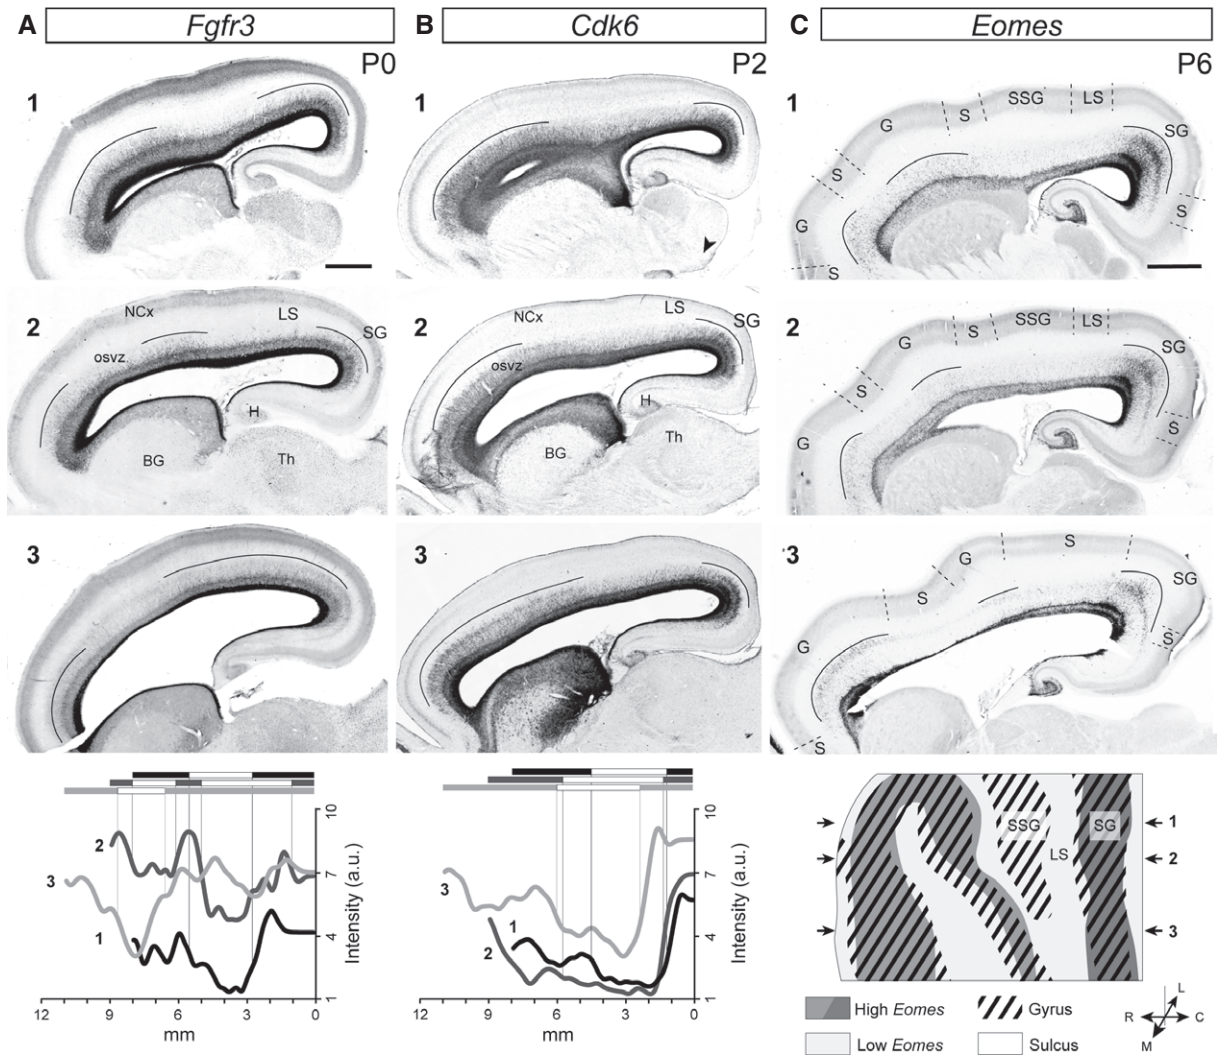 A Fgfr3 B Cdk6 C Eomes
P0 P2 P6
1 1 1
G S SSG LS SG S S G S
2 NCx LS SG osvz H BG Th
2 NCx LS SG osvz H BG Th
2 G S SSG LS SG S S G
3 3 3
G S S G S SG S S
10
7
4
1
Intensity (a.u.)
2
3
1
12 9 6 3 0
mm
10
7
4
1
Intensity (a.u.)
3
1
2
12 9 6 3 0
mm
SSG SG LS
1
2
3
High Eomes Gyrus
Low Eomes Sulcus
L R C M